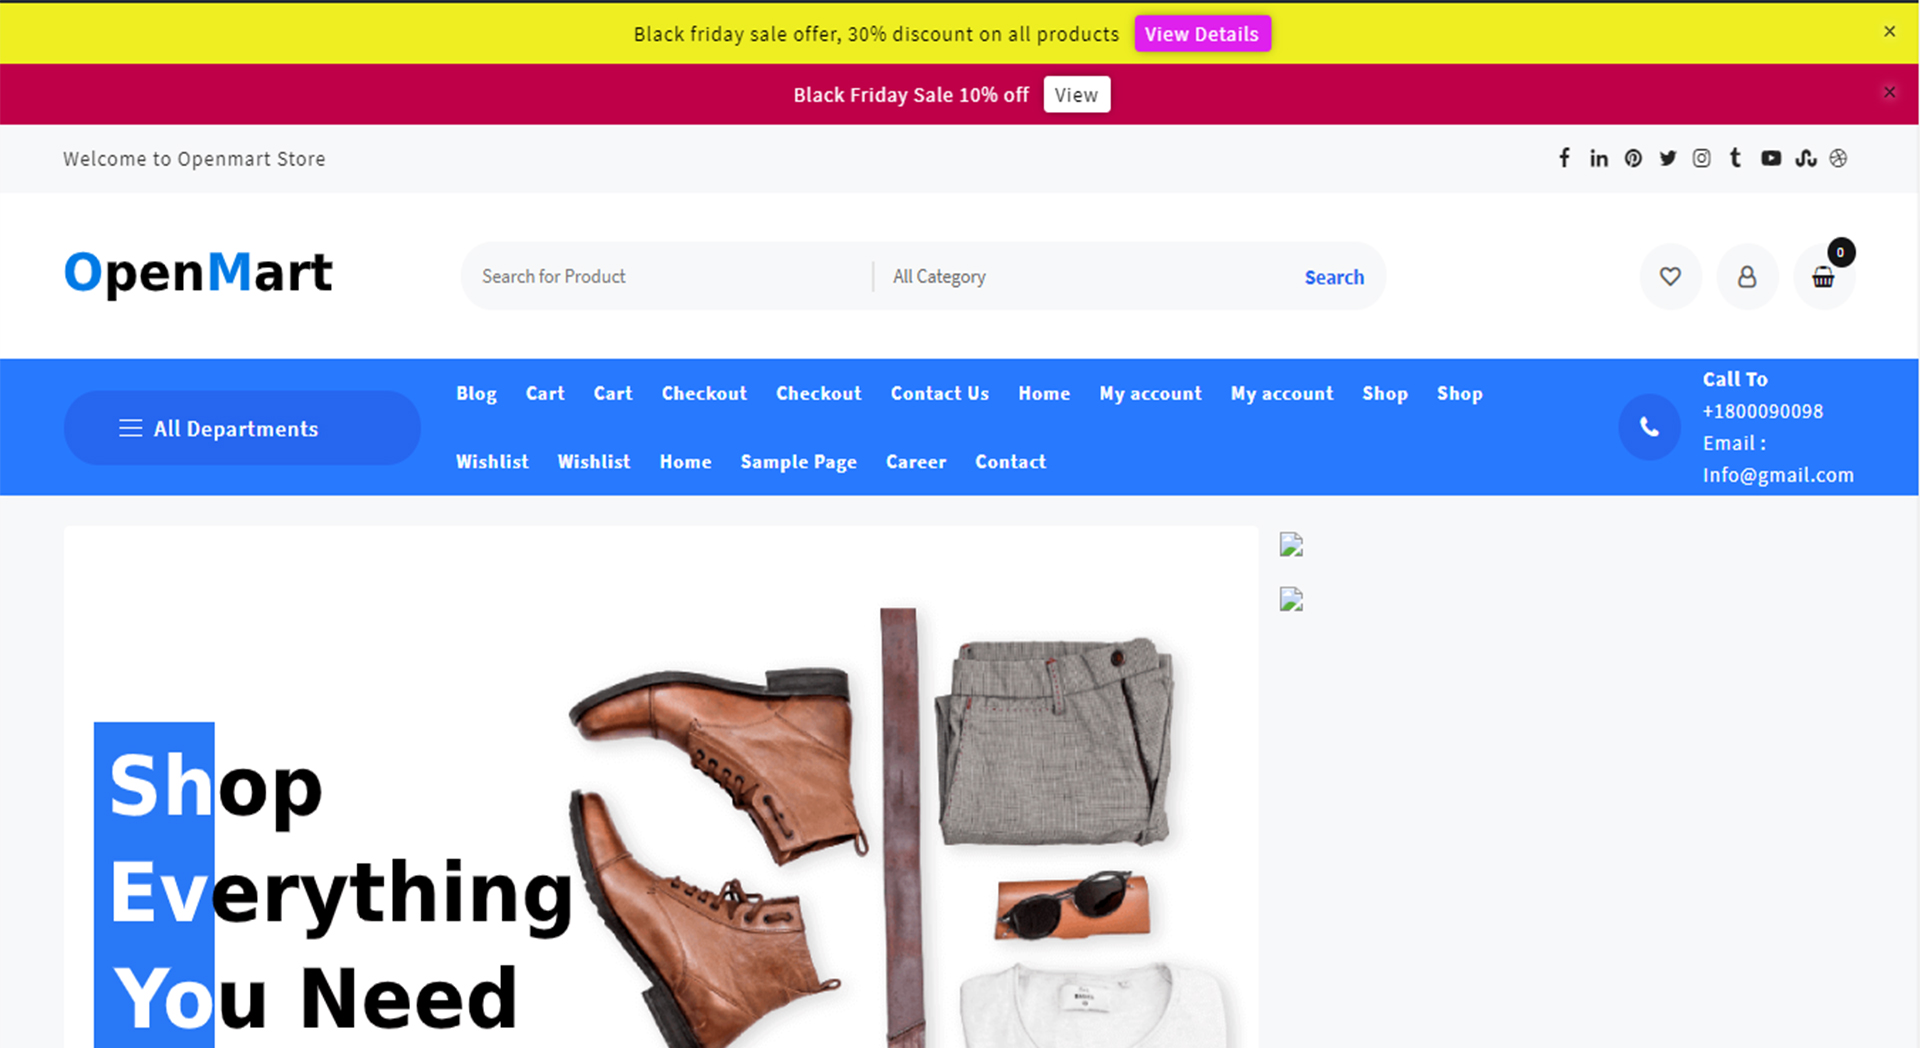 Black friday sale offer, 30% discount on all products View Details
Black Friday Sale 10% off View
Welcome to Openmart Store
OpenMart
Search for Product
All Category
Search
0
All Departments
Blog Cart Cart Checkout Checkout Contact Us Home My account My account Shop Shop
Wishlist Wishlist Home Sample Page Career Contact
Call To
+1800090098
Email :
Info@gmail.com
Shop
Everything
You Need